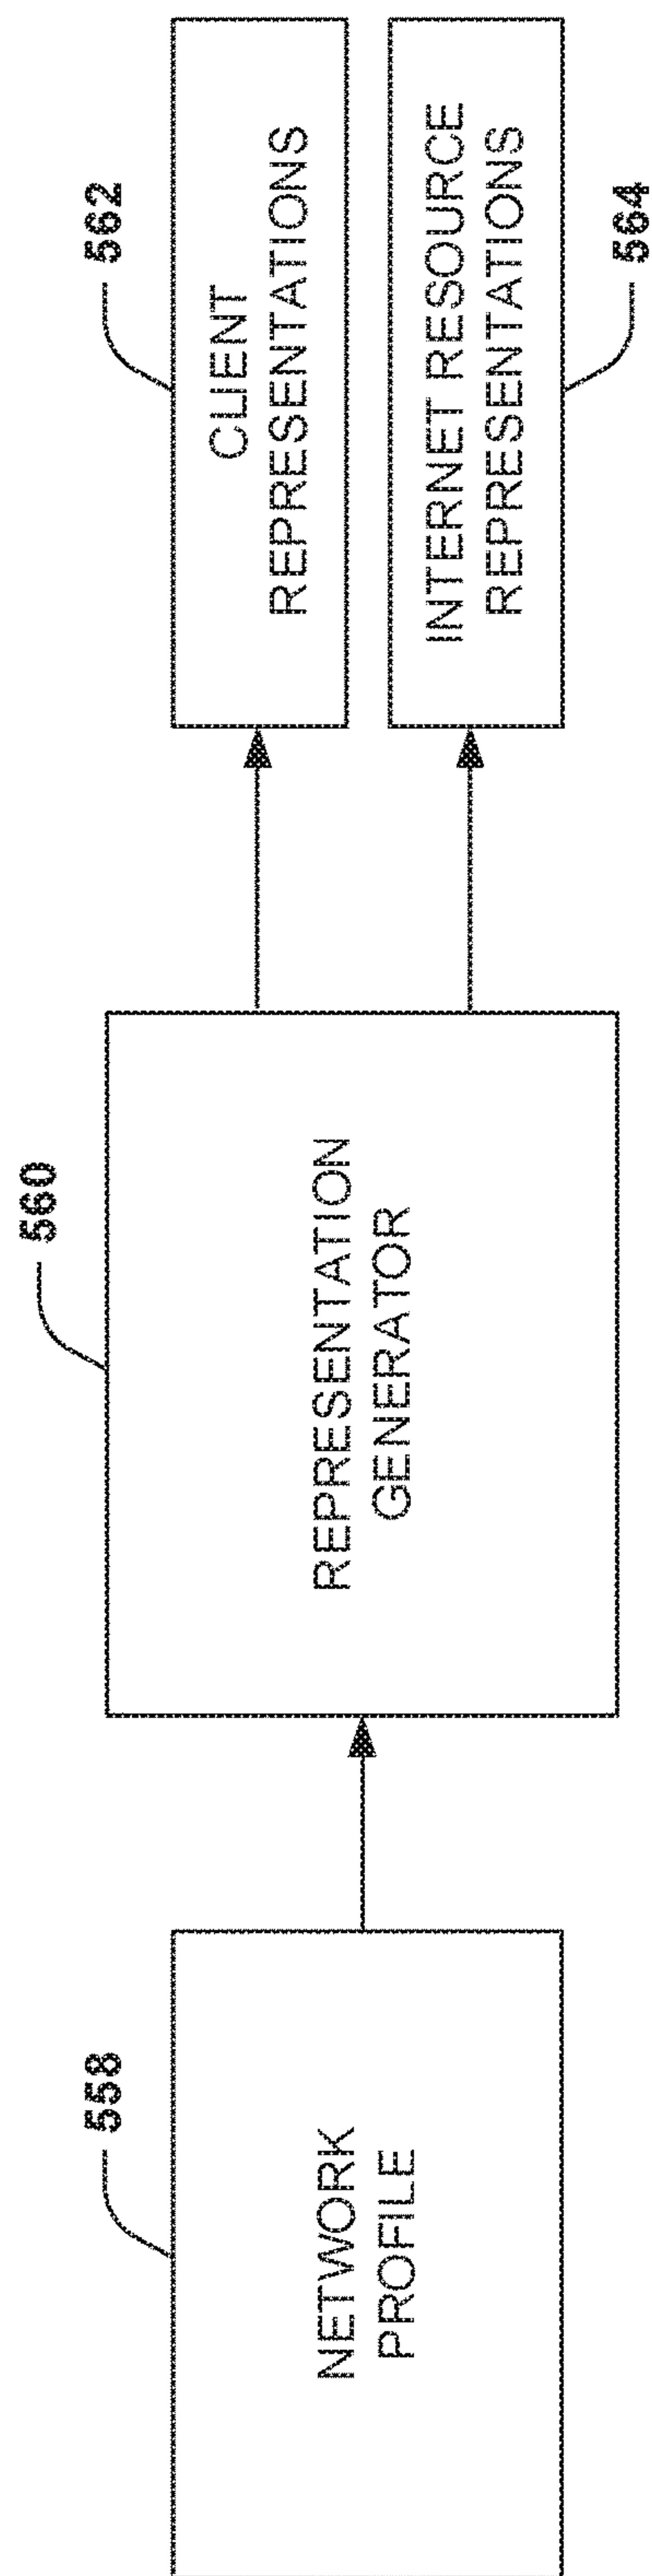 558
NETWORK
PROFILE
560
REPRESENTATION
GENERATOR
562
CLIENT
REPRESENTATIONS
INTERNET RESOURCE
REPRESENTATIONS
564